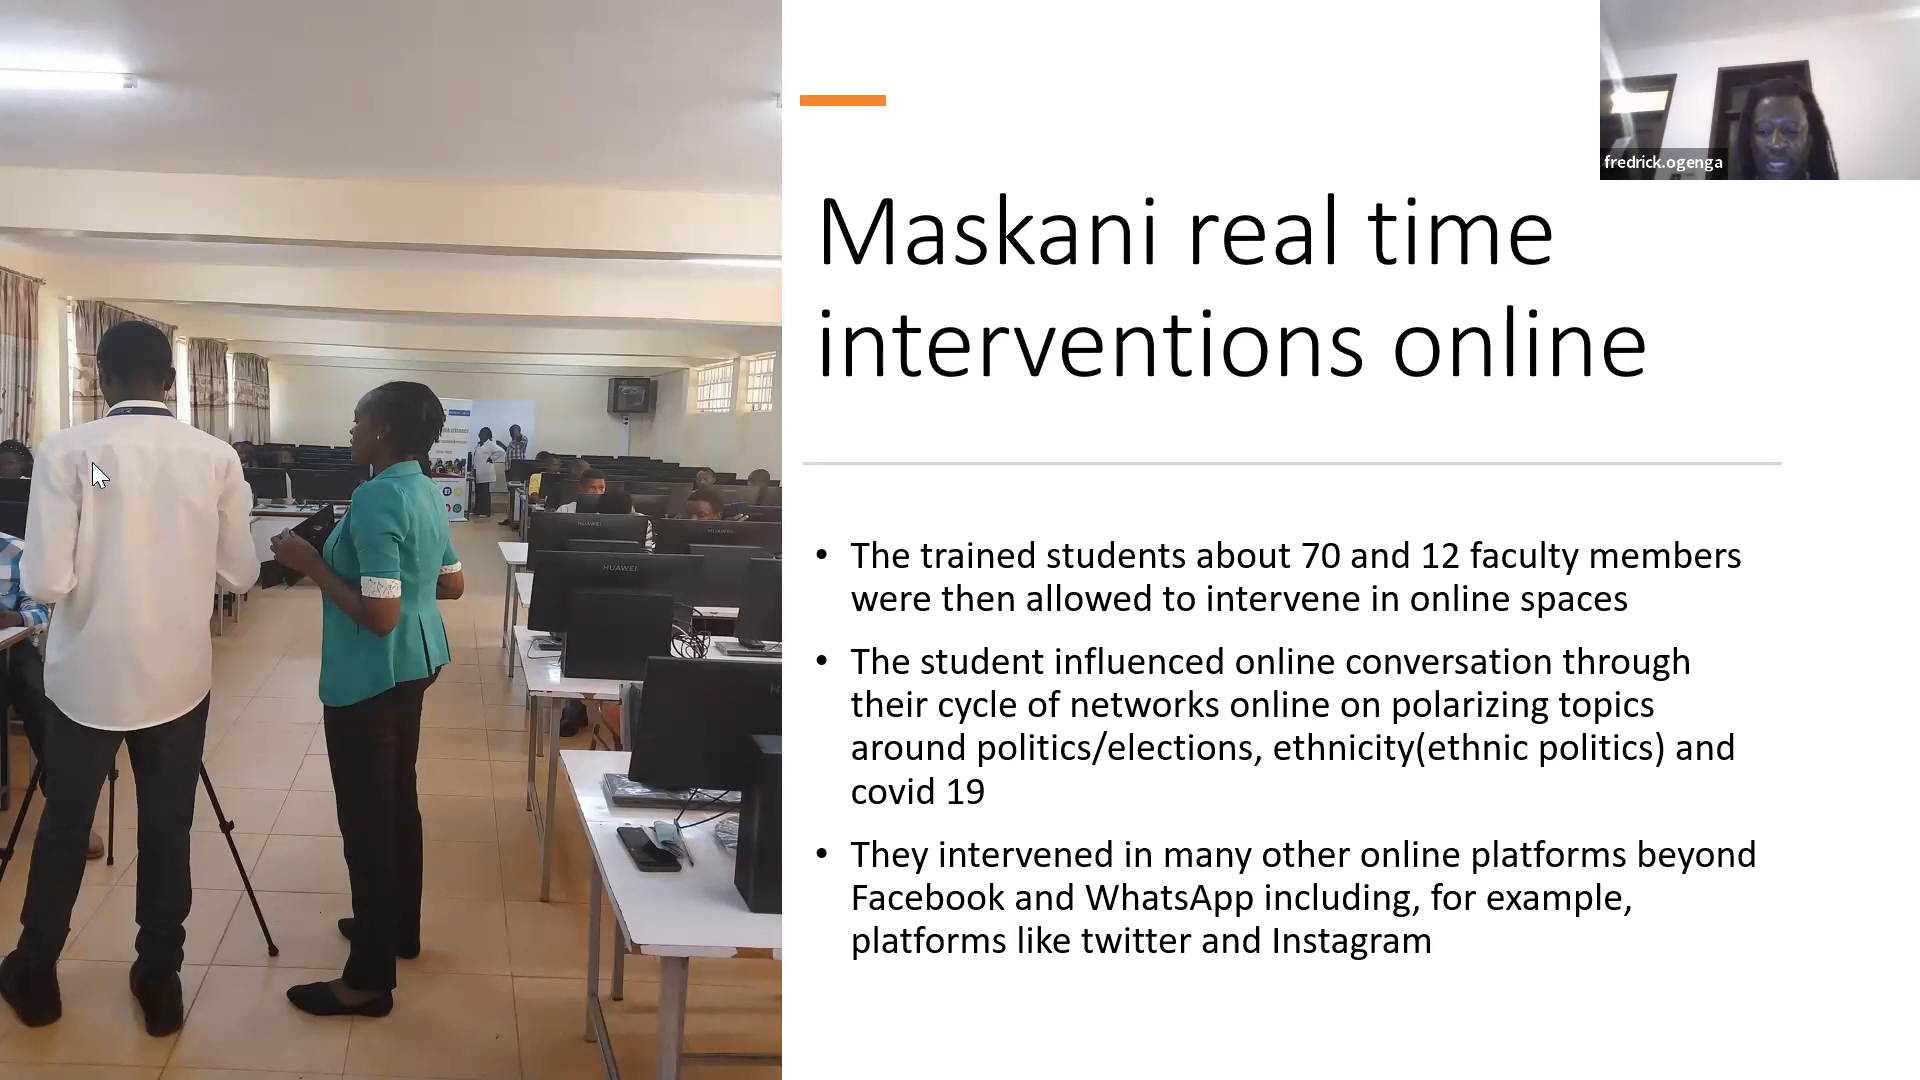 fredrick.ogenga
Maskani real time
interventions online
• The trained students about 70 and 12 faculty members
were then allowed to intervene in online spaces
• The student influenced online conversation through
their cycle of networks online on polarizing topics
around politics/elections, ethnicity(ethnic politics) and
covid 19
• They intervened in many other online platforms beyond
Facebook and WhatsApp including, for example,
platforms like twitter and Instagram
HUAWEI
HUAWEI
HUAWEI